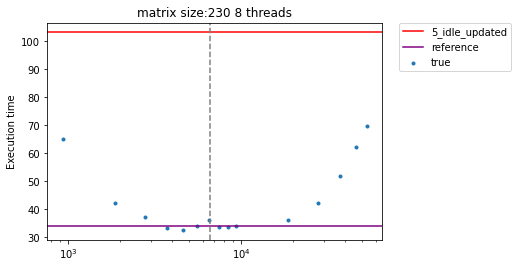 matrix size:230 8 threads
5_idle_updated
reference
true
Execution time
100
90
80
70
60
50
40
30
10³
10⁴